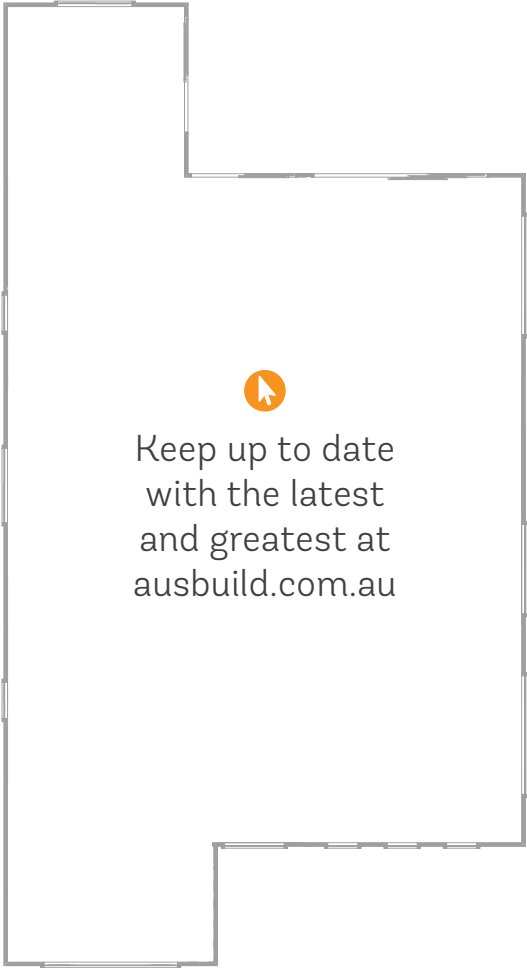 Keep up to date
with the latest
and greatest at
ausbuild.com.au